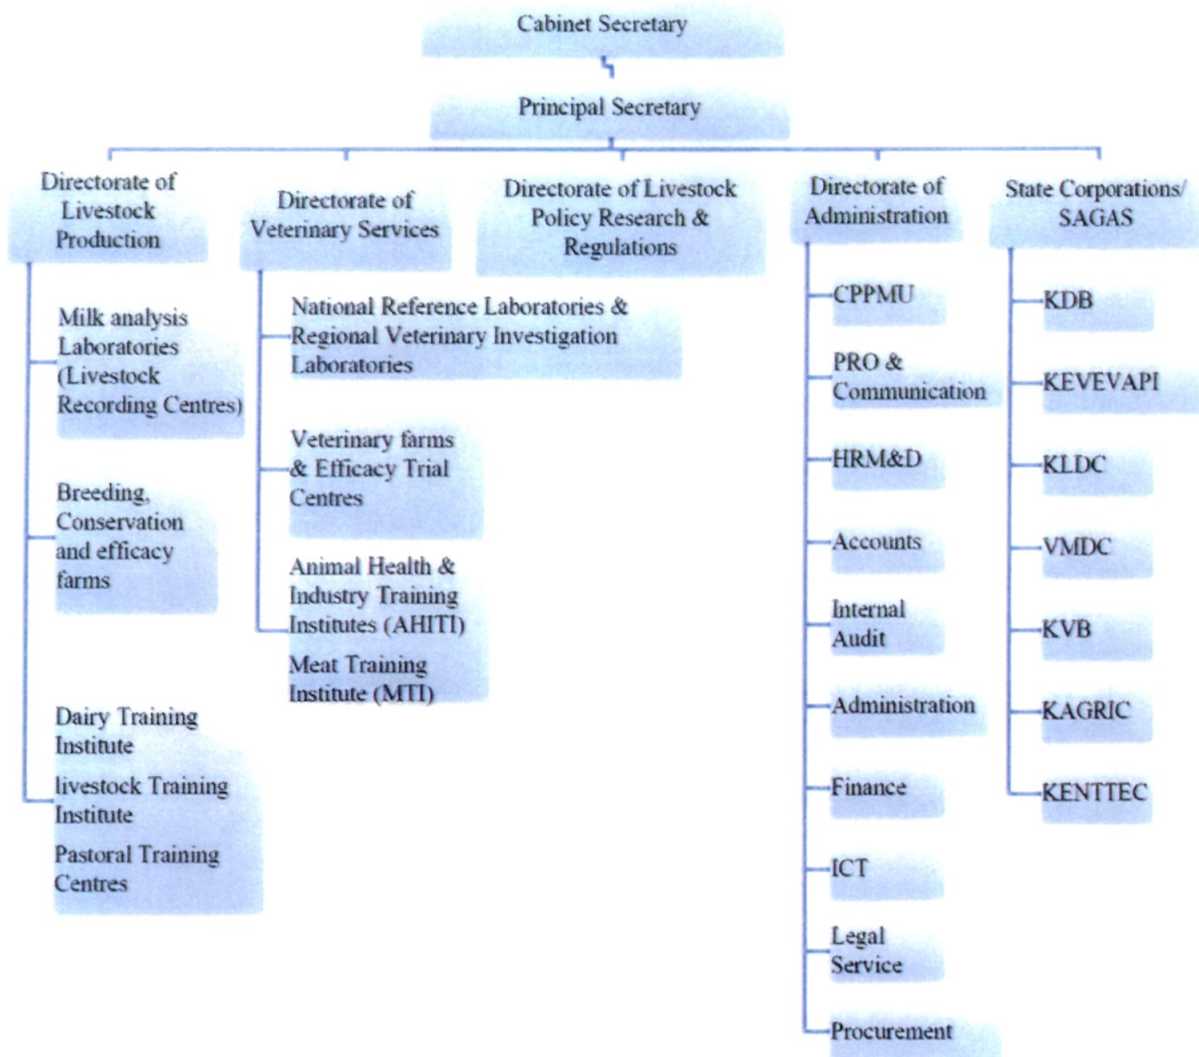 Cabinet Secretary
Principal Secretary
Directorate of
Livestock
Production
Milk analysis
Laboratories
(Livestock
Recording Centres)
Breeding,
Conservation
and efficacy
farms
Dairy Training
Institute
livestock Training
Institute
Pastoral Training
Centres
Directorate of
Veterinary Services
National Reference Laboratories &
Regional Veterinary Investigation
Laboratories
Veterinary farms
& Efficacy Trial
Centres
Animal Health &
Industry Training
Institutes (AHITI)
Meat Training
Institute (MTI)
Directorate of Livestock
Policy Research &
Regulations
Directorate of
Administration
CPPMU
PRO &
Communication
HRM&D
Accounts
Internal
Audit
Administration
Finance
ICT
Legal
Service
Procurement
State Corporations/
SAGAS
KDB
KEVEVAPI
KLDC
VMDC
KVB
KAGRIC
KENTTEC